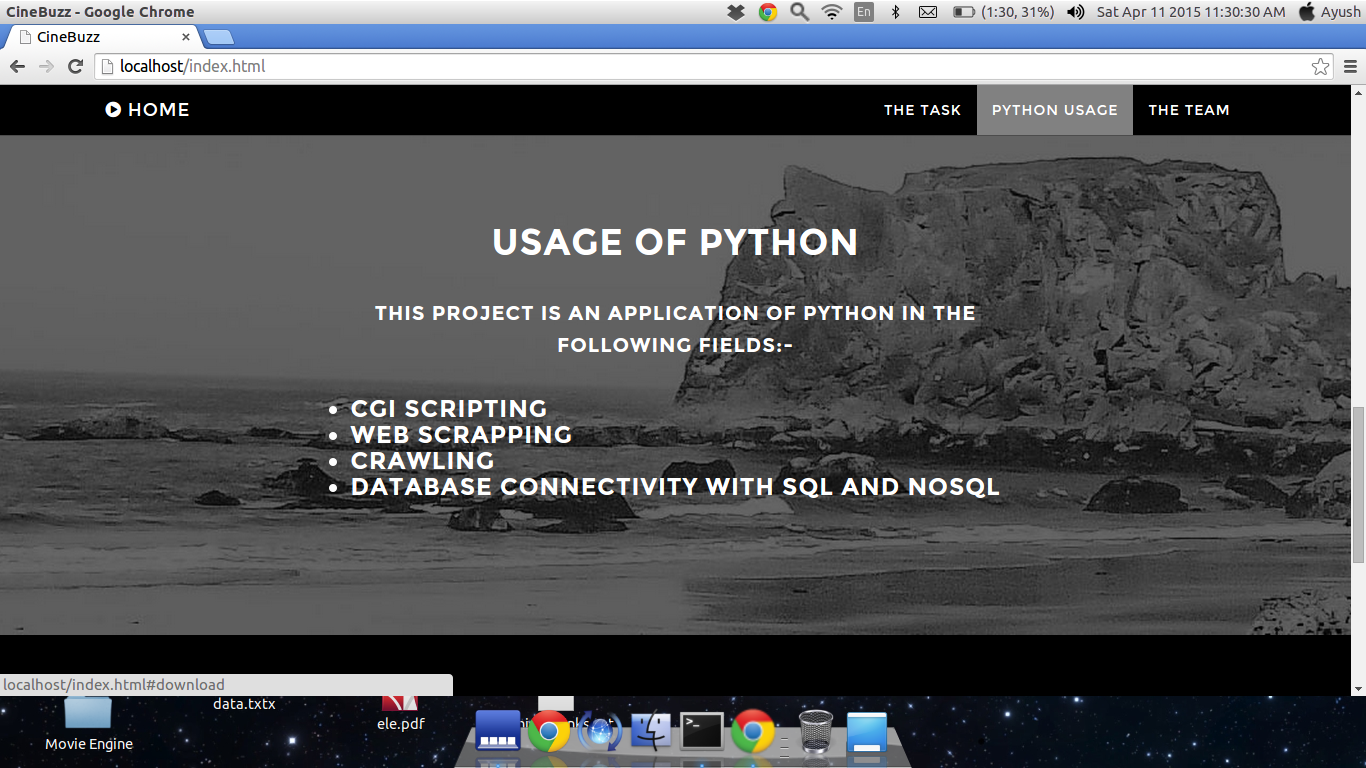 CineBuzz - Google Chrome
En
(1:30, 31%)
Sat Apr 11 2015 11:30:30 AM
Ayush
CineBuzz
localhost/index.html
HOME
THE TASK
PYTHON USAGE
THE TEAM
USAGE OF PYTHON
THIS PROJECT IS AN APPLICATION OF PYTHON IN THE
FOLLOWING FIELDS:-
• CGI SCRIPTING
• WEB SCRAPPING
• CRAWLING
• DATABASE CONNECTIVITY WITH SQL AND NOSQL
localhost/index.html#download
data.txtx
ele.pdf
Movie Engine